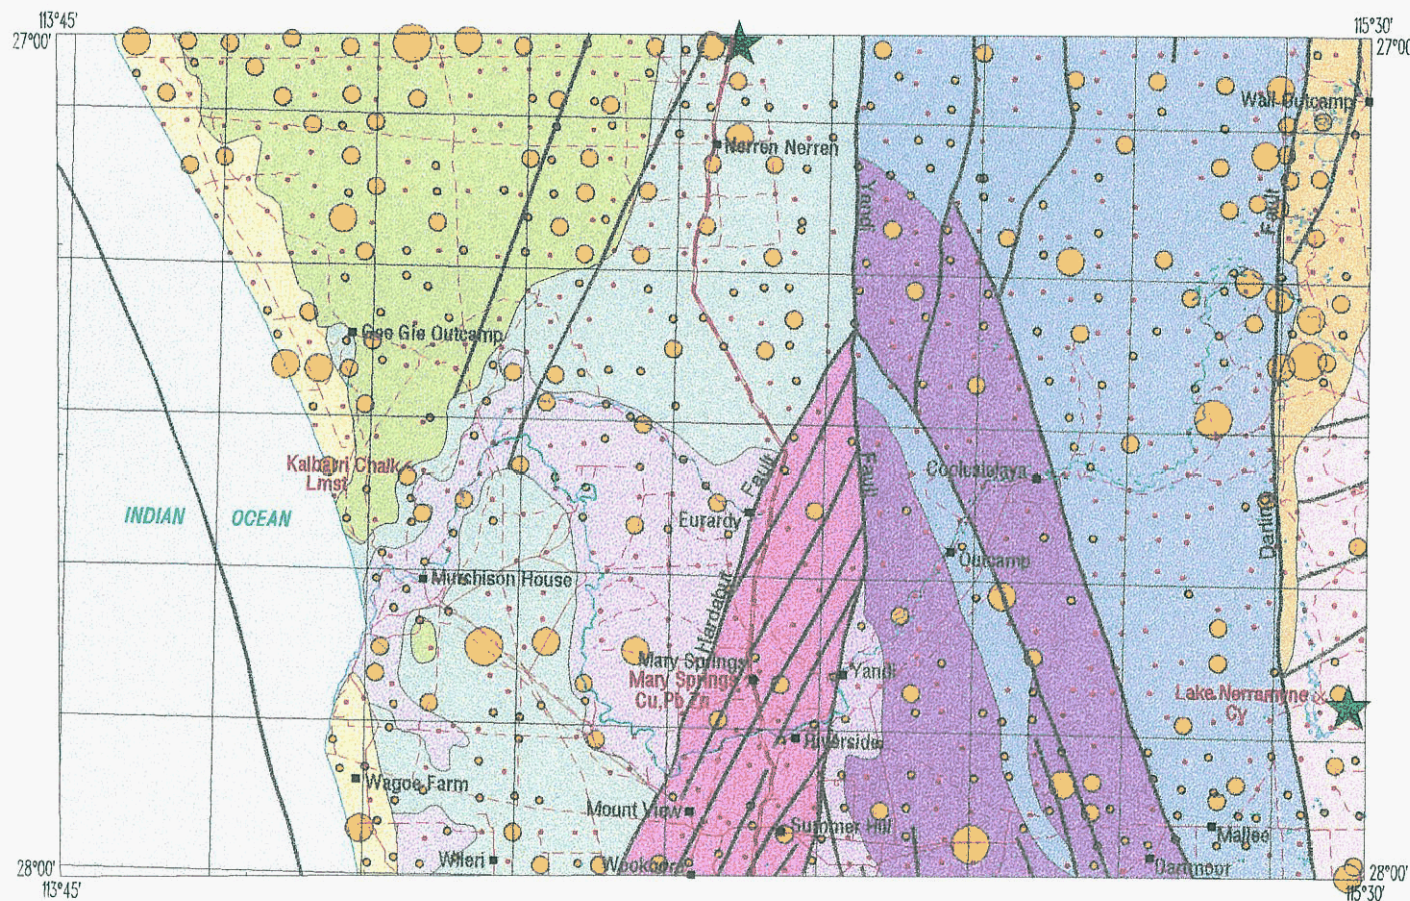 113°45'
115°30'
27°00'
27°00'
Wall Outcamp
Nerren Nerren
Yandi
Fault
Gee Gie Outcamp
Kalbarri Chalk
Lmst
Fault
Fault
Coolcalalaya
INDIAN OCEAN
Eurardy
Darling
Outcamp
Murchison House
Hardabut
Mary Springs
Mary Springs
Cu,Pb Zn
Yandi
Lake Nerramyne
Cy
Riverside
Wagoe Farm
Mount View
Summer Hill
Mallee
Wileri
Wookoora
Dartmoor
28°00'
28°00'
113°45'
115°30'